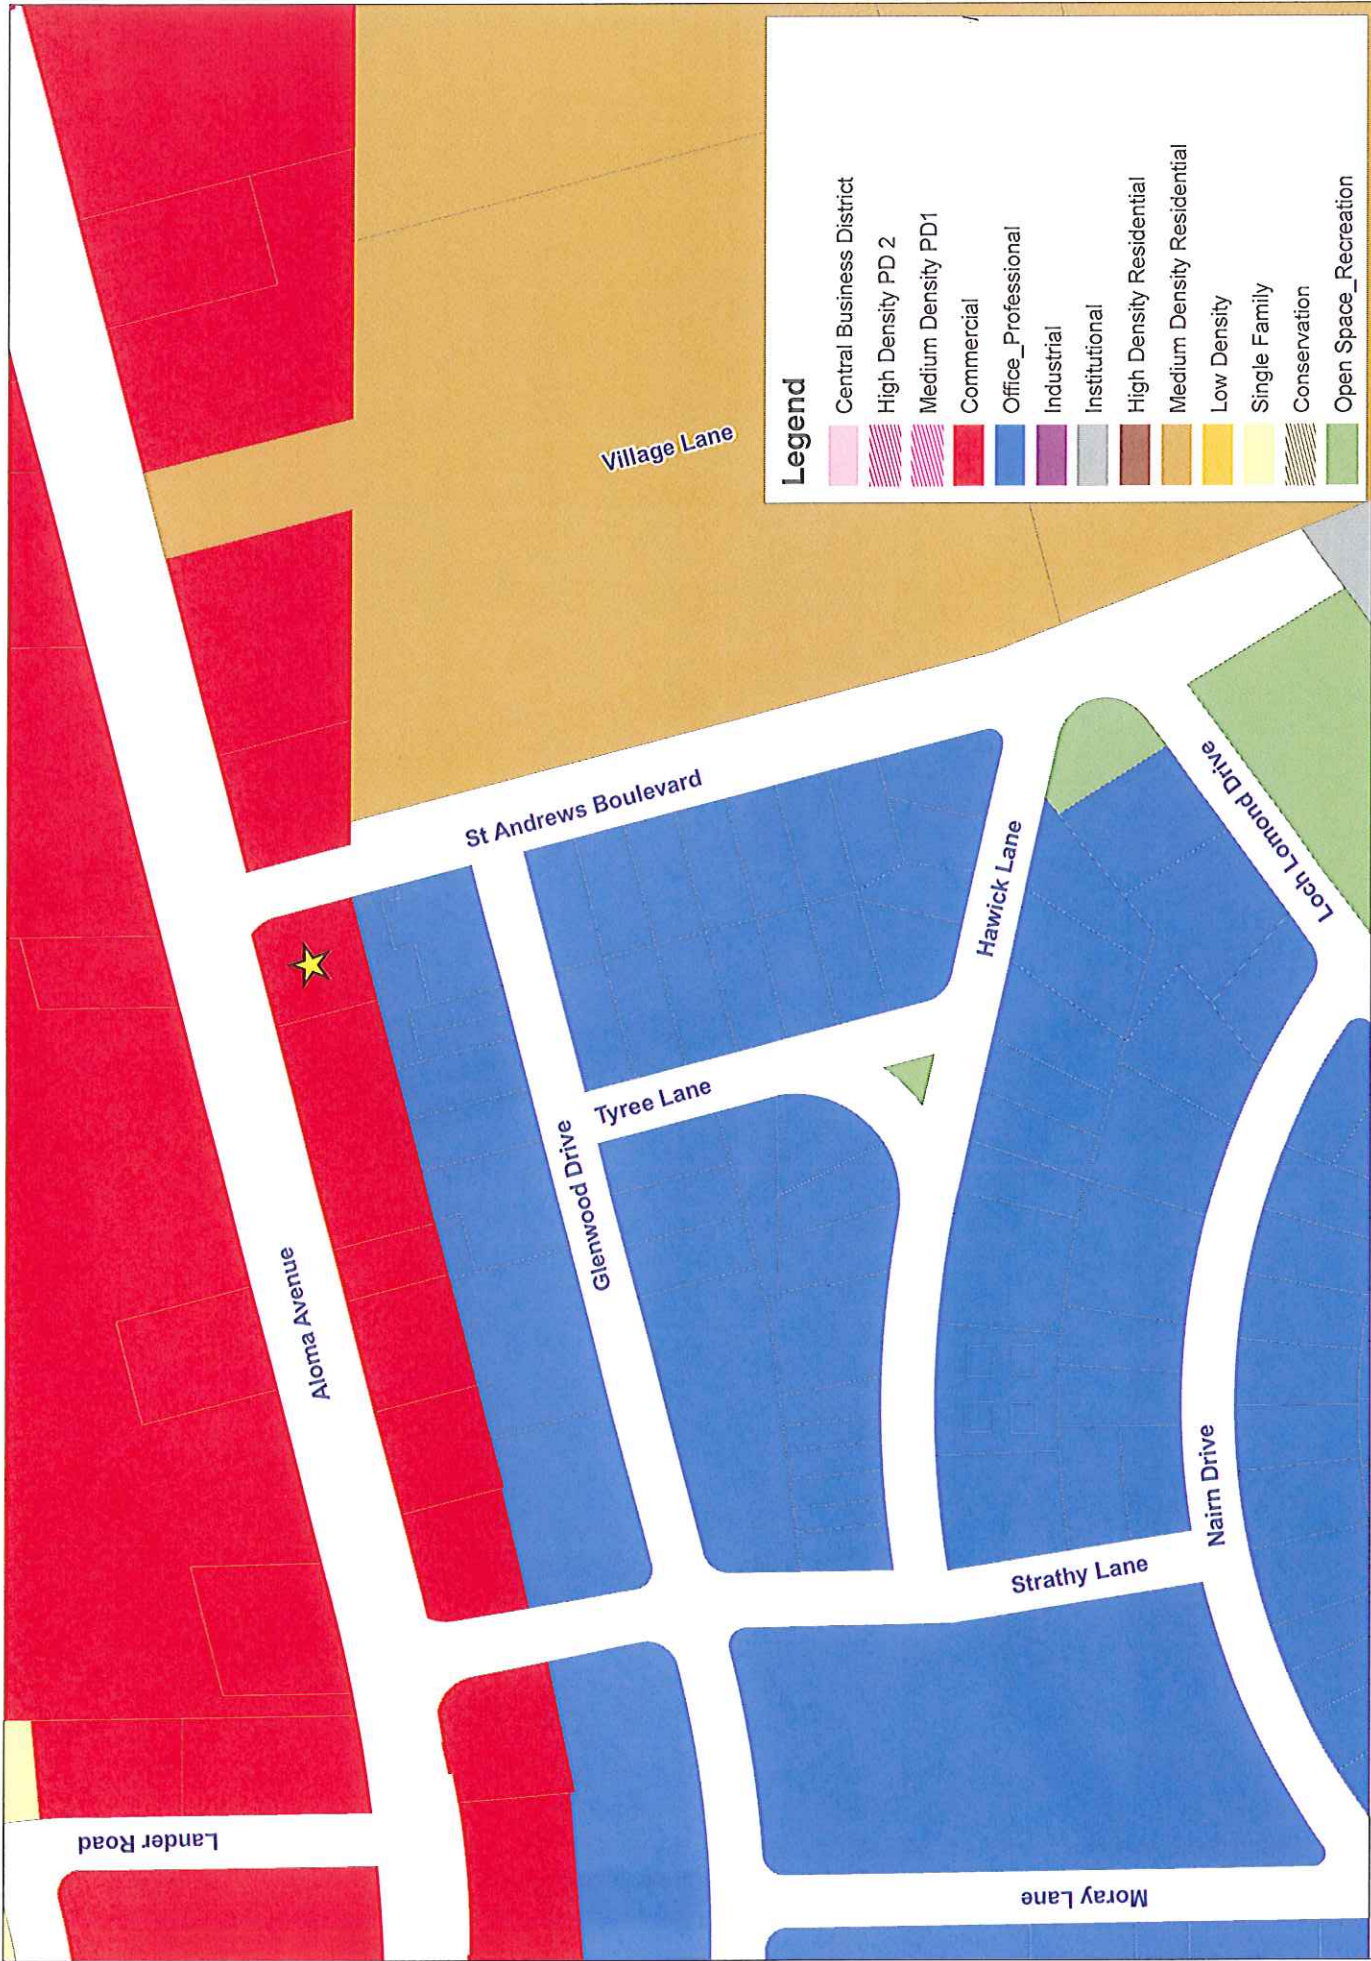 Lander Road
Moray Lane
Aloma Avenue
Glenwood Drive
Tyree Lane
St Andrews Boulevard
Village Lane
Hawick Lane
Strathy Lane
Nairn Drive
Loch Lomond Drive
Legend
Central Business District
High Density PD 2
Medium Density PD1
Commercial
Office_Professional
Industrial
Institutional
High Density Residential
Medium Density Residential
Low Density
Single Family
Conservation
Open Space_Recreation